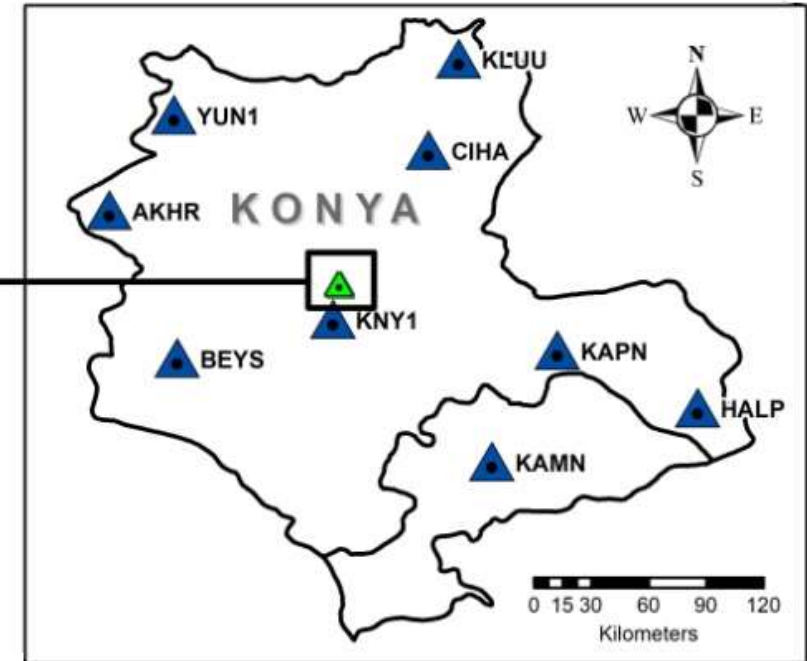 KLUU
N
YUN1
W
E
CIHA
S
AKHR
KONYA
KNY1
BEYS
KAPN
HALP
KAMN
0 15 30 60 90 120
Kilometers